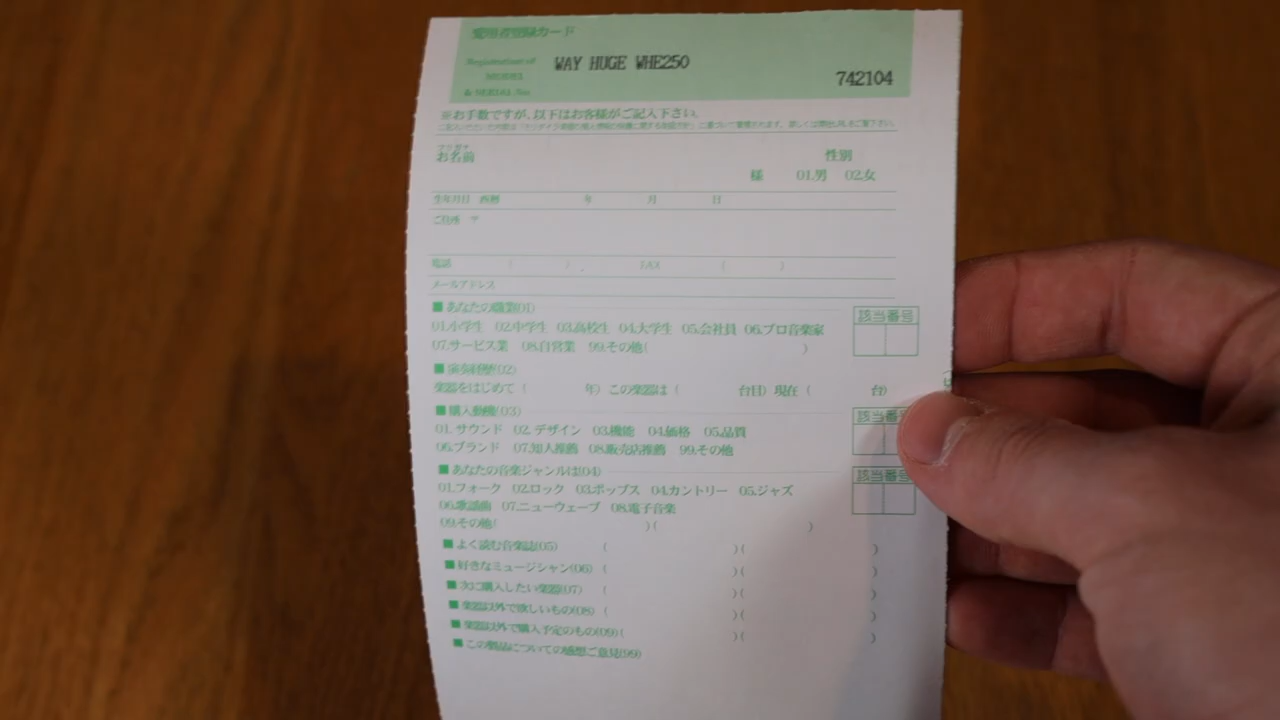 愛用者登録カード
Registration of WAY HUGE WHE250
MODEL 742104
& SERIAL No.
※お手数ですが、以下はお客様がご記入下さい。
フリガナ
お名前 性別
様 01.男 02.女
生年月日 西暦 年 月 日
ご住所 〒
電話 ( ) FAX ( )
メールアドレス
■あなたの職業(01) 該当番号
01.小学生 02.中学生 03.高校生 04.大学生 05.会社員 06.プロ音楽家
07.サービス業 08.自営業 99.その他( )
■演奏経歴(02)
楽器をはじめて ( 年) この楽器は ( 台目) 現在 ( 台)
■購入動機(03) 該当番号
01.サウンド 02.デザイン 03.機能 04.価格 05.品質
06.ブランド 07.知人推薦 08.販売店推薦 99.その他
■あなたの音楽ジャンルは(04) 該当番号
01.フォーク 02.ロック 03.ポップス 04.カントリー 05.ジャズ
06.歌謡曲 07.ニューウェーブ 08.電子音楽
09.その他( )( )
■よく読む音楽誌(05) ( )( )
■好きなミュージシャン(06) ( )( )
■次に購入したい楽器(07) ( )( )
■楽器以外で欲しいもの(08) ( )( )
■楽器以外で購入予定のもの(09) ( )( )
■この製品についての感想ご意見(99)